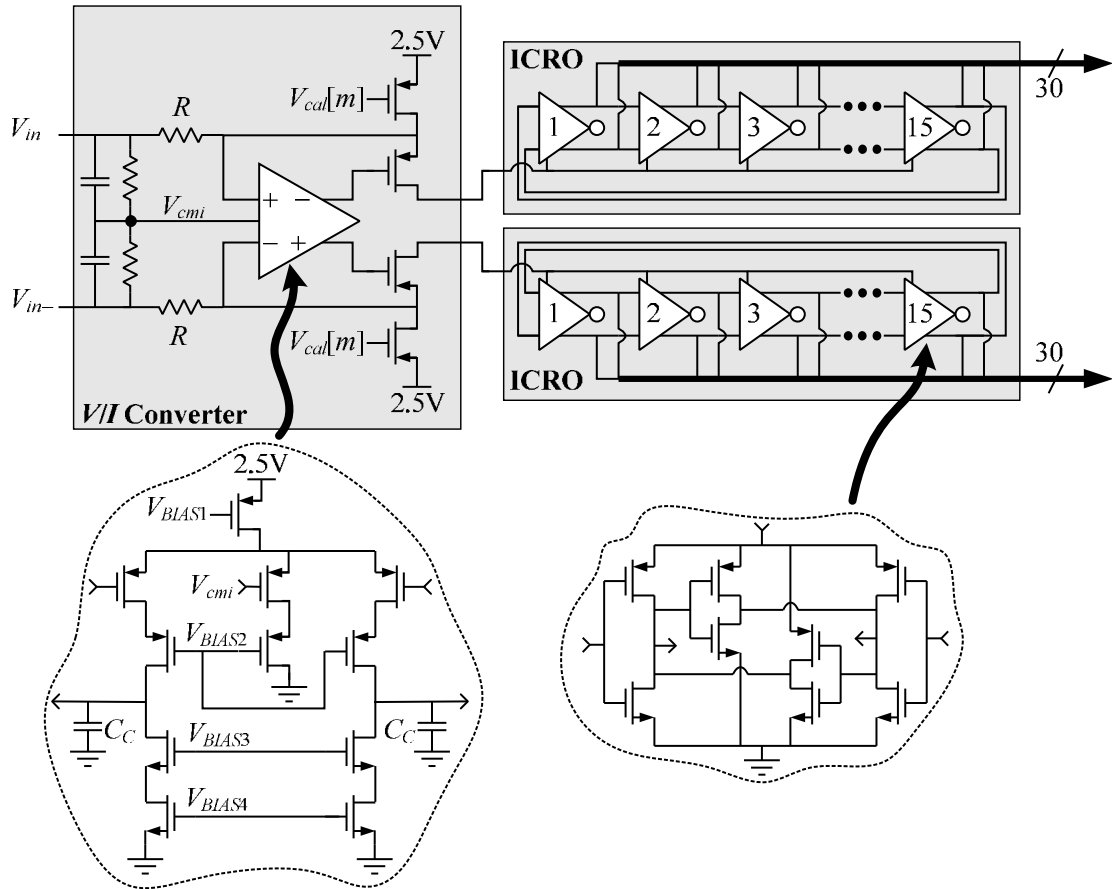 2.5V
V_cal[m]
R
V_in
V_cmi
+ −
− +
V_in−
R
V_cal[m]
2.5V
V/I Converter
ICRO
30
1
2
3
15
1
2
3
15
30
ICRO
2.5V
V_BIAS1
V_cmi
V_BIAS2
C_C
C_C
V_BIAS3
V_BIAS4